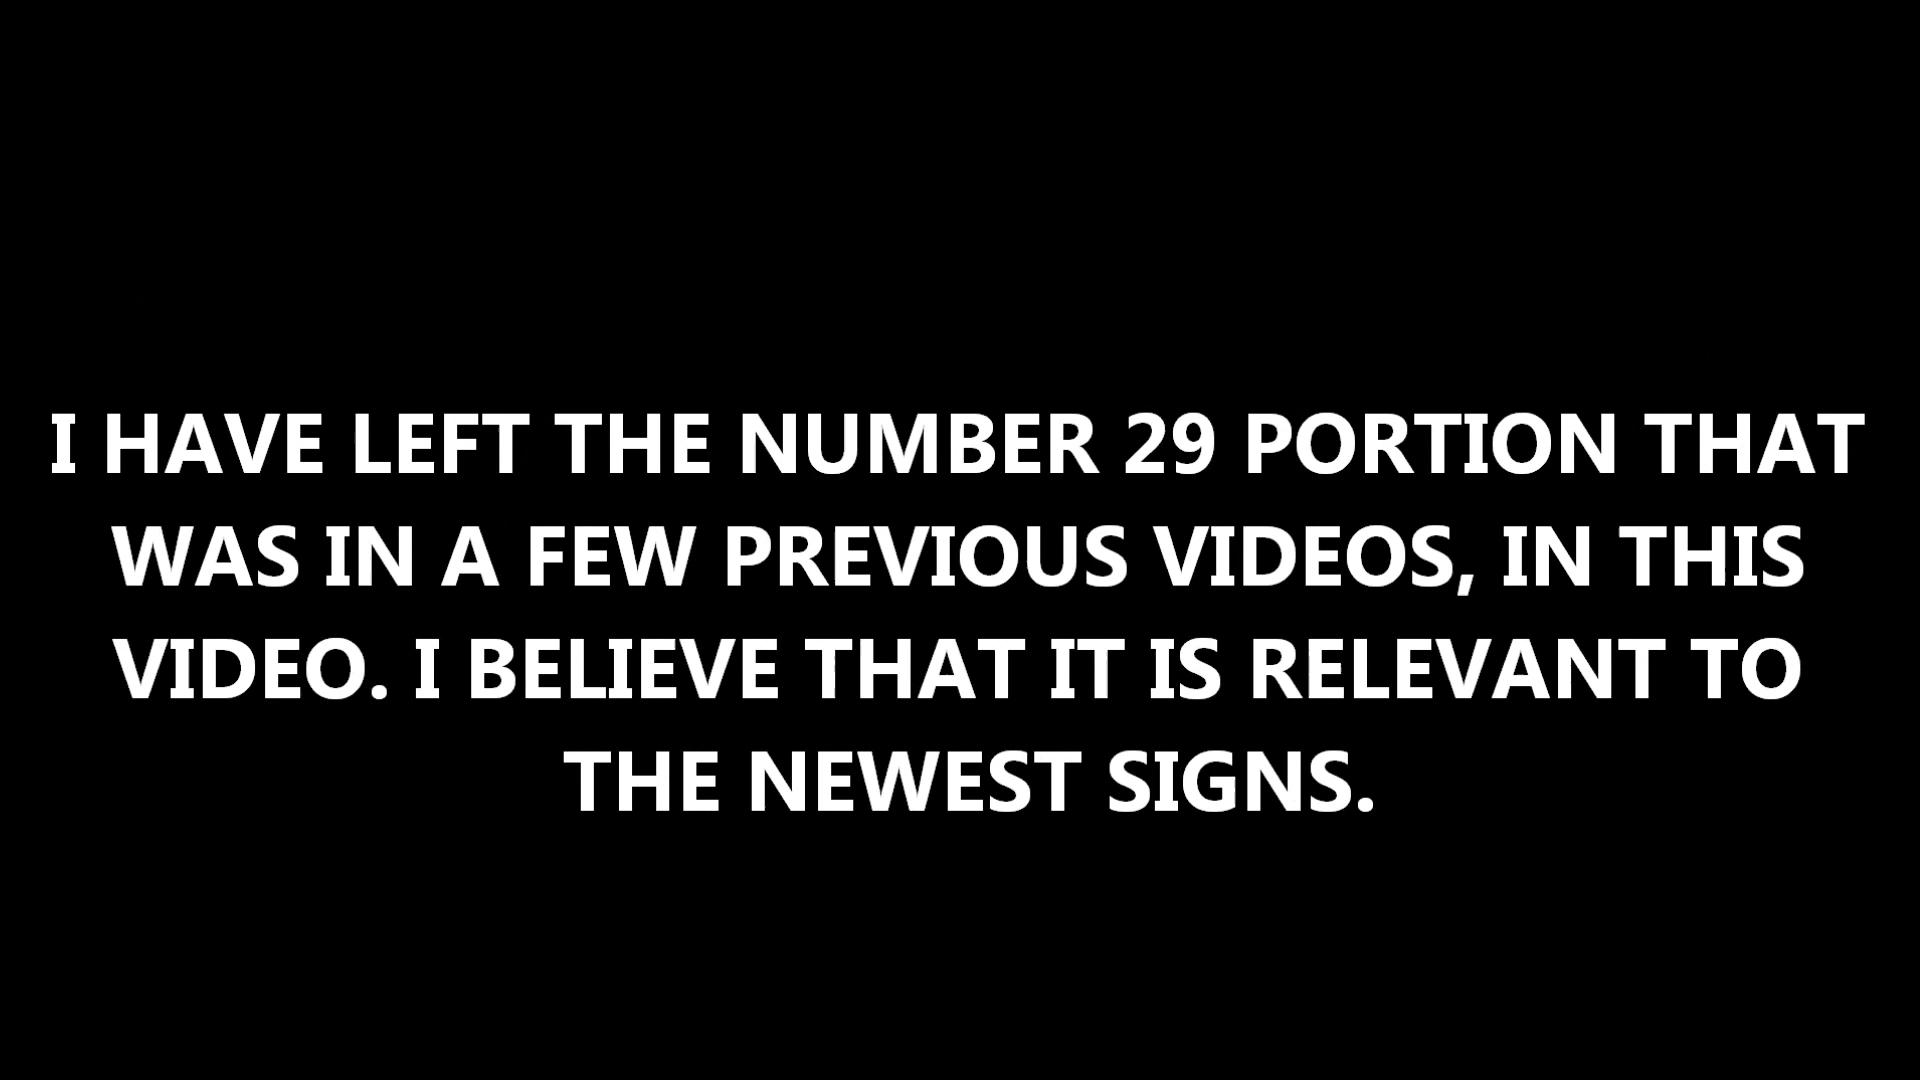 I HAVE LEFT THE NUMBER 29 PORTION THAT
WAS IN A FEW PREVIOUS VIDEOS, IN THIS
VIDEO. I BELIEVE THAT IT IS RELEVANT TO
THE NEWEST SIGNS.